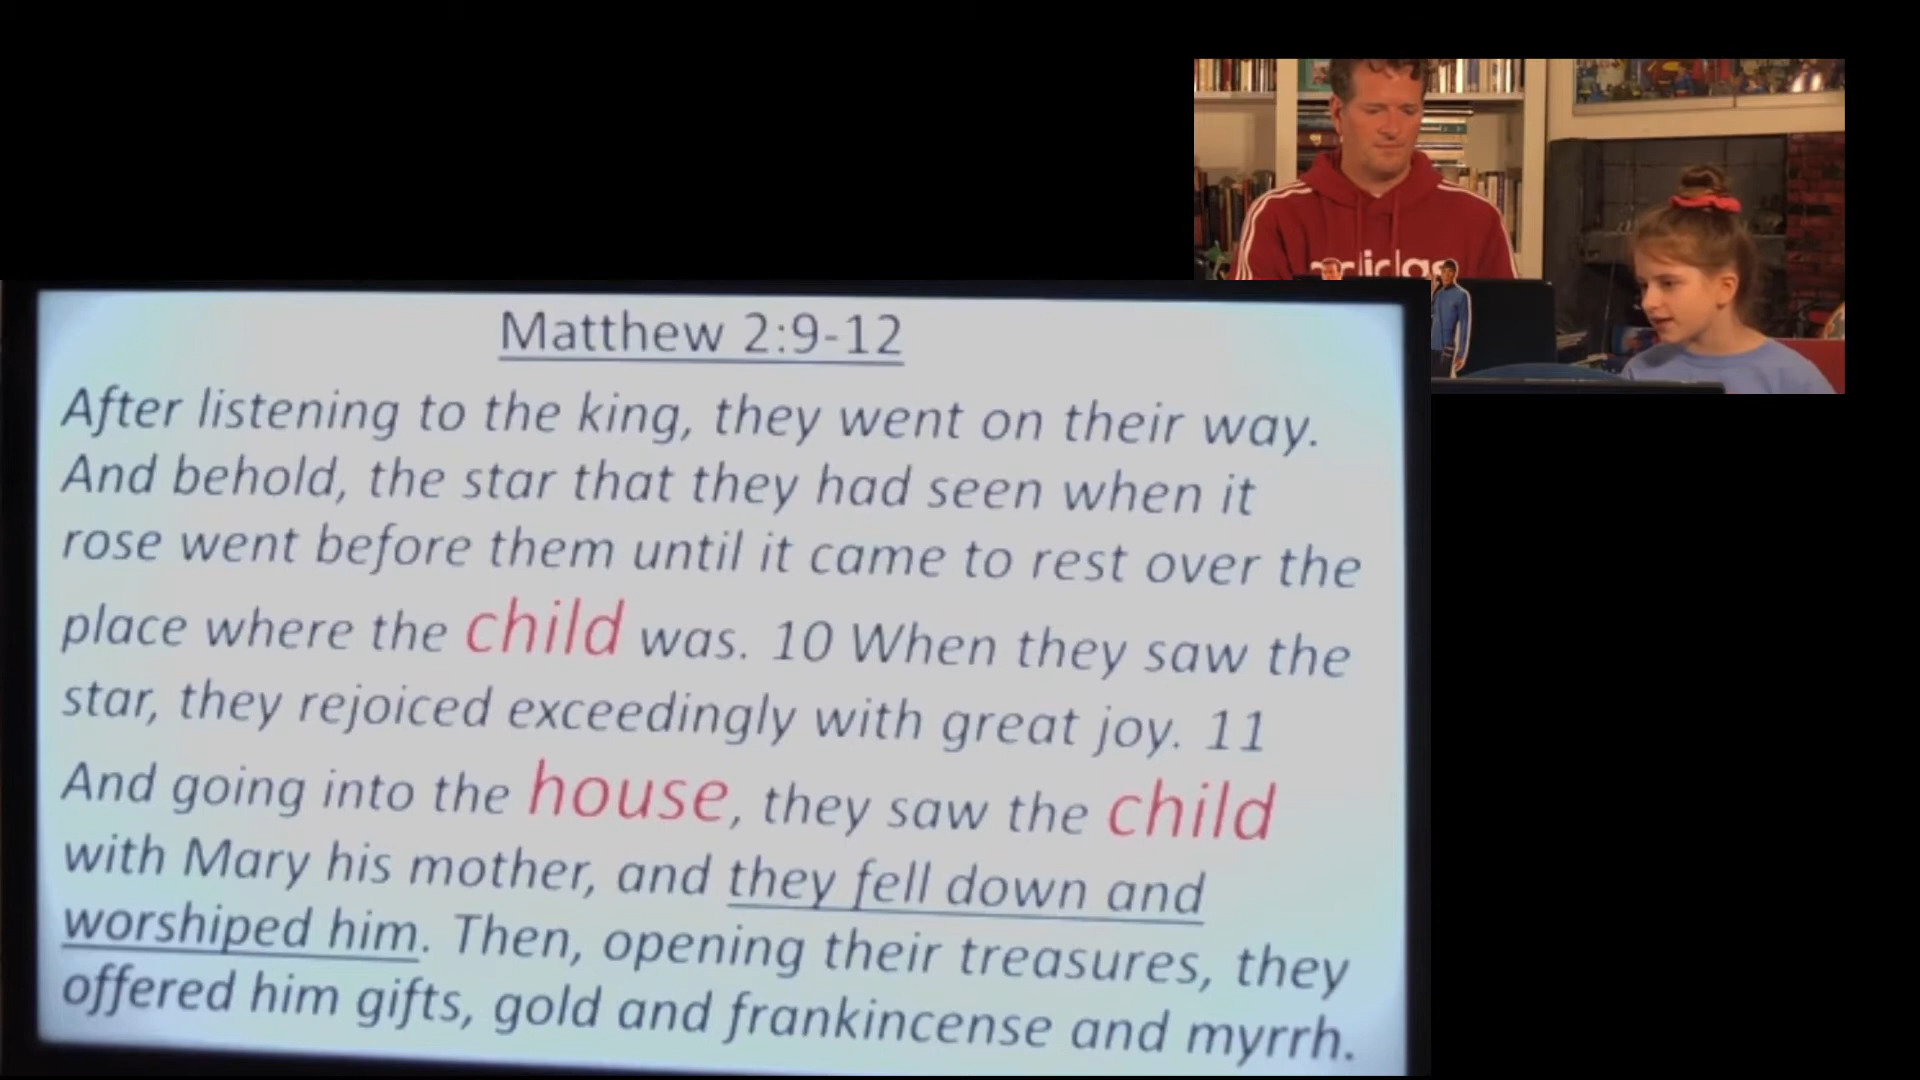 adidas
Matthew 2:9-12
After listening to the king, they went on their way.
And behold, the star that they had seen when it
rose went before them until it came to rest over the
place where the child was. 10 When they saw the
star, they rejoiced exceedingly with great joy. 11
And going into the house, they saw the child
with Mary his mother, and they fell down and
worshiped him. Then, opening their treasures, they
offered him gifts, gold and frankincense and myrrh.